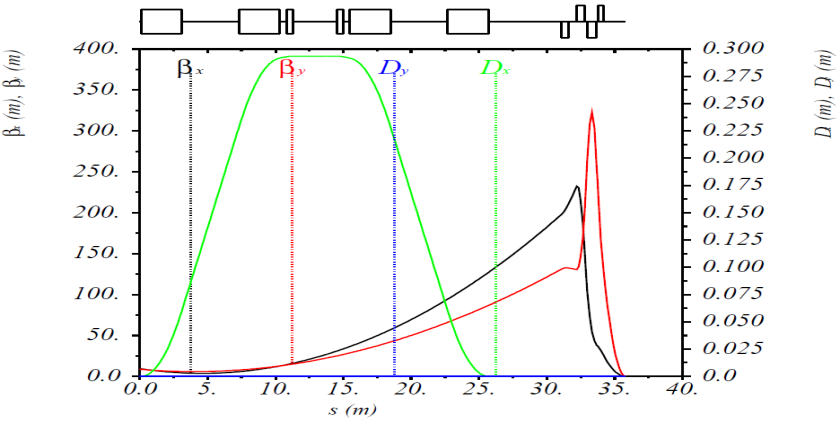 400.
350.
300.
250.
200.
150.
100.
50.
0.0
βx (m), βy (m)
βx
βy
Dy
Dx
0.300
0.275
0.250
0.225
0.200
0.175
0.150
0.125
0.100
0.075
0.050
0.025
0.0
D (m), Dy (m)
0.0 5. 10. 15. 20. 25. 30. 35. 40.
s (m)